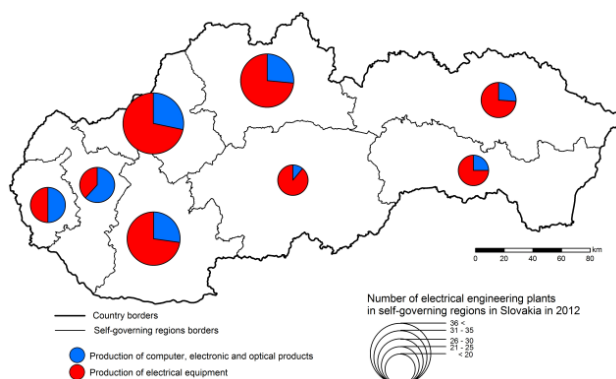 km
0 20 40 60 80
Number of electrical engineering plants
in self-governing regions in Slovakia in 2012
36 <
31 - 35
26 - 30
21 - 25
< 20
Country borders
Self-governing regions borders
Production of computer, electronic and optical products
Production of electrical equipment